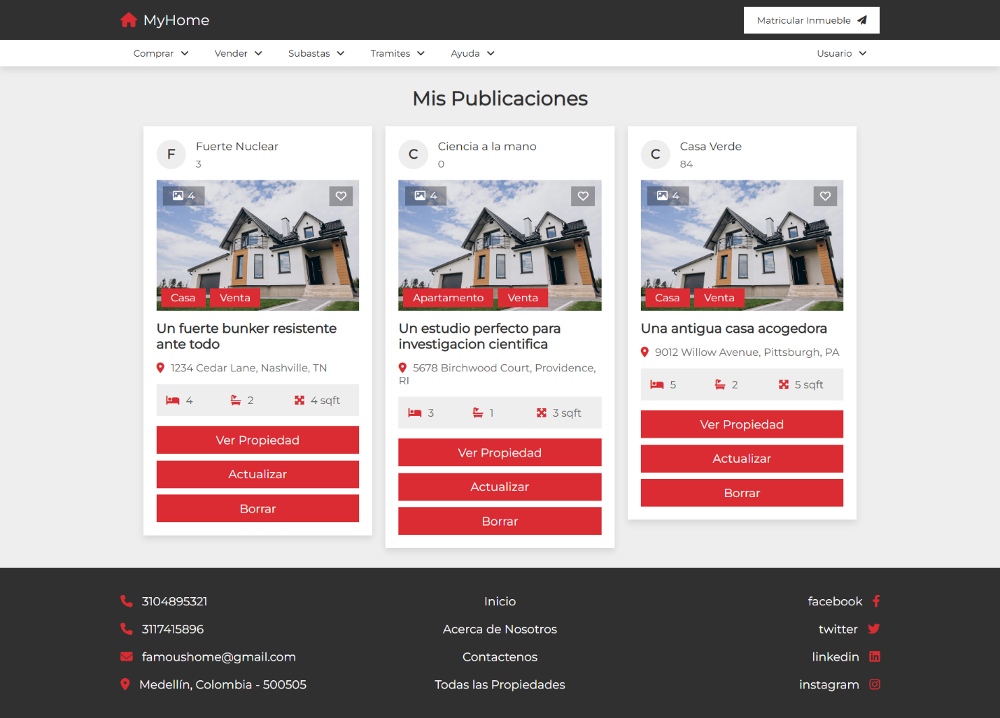 MyHome
Matricular Inmueble
Comprar
Vender
Subastas
Tramites
Ayuda
Usuario
Mis Publicaciones
F
Fuerte Nuclear
3
4
Casa
Venta
Un fuerte bunker resistente
ante todo
1234 Cedar Lane, Nashville, TN
4
2
4 sqft
Ver Propiedad
Actualizar
Borrar
C
Ciencia a la mano
0
4
Apartamento
Venta
Un estudio perfecto para
investigacion cientifica
5678 Birchwood Court, Providence,
RI
3
1
3 sqft
Ver Propiedad
Actualizar
Borrar
C
Casa Verde
84
4
Casa
Venta
Una antigua casa acogedora
9012 Willow Avenue, Pittsburgh, PA
5
2
5 sqft
Ver Propiedad
Actualizar
Borrar
3104895321
3117415896
famoushome@gmail.com
Medellín, Colombia - 500505
Inicio
Acerca de Nosotros
Contactenos
Todas las Propiedades
facebook
twitter
linkedin
instagram